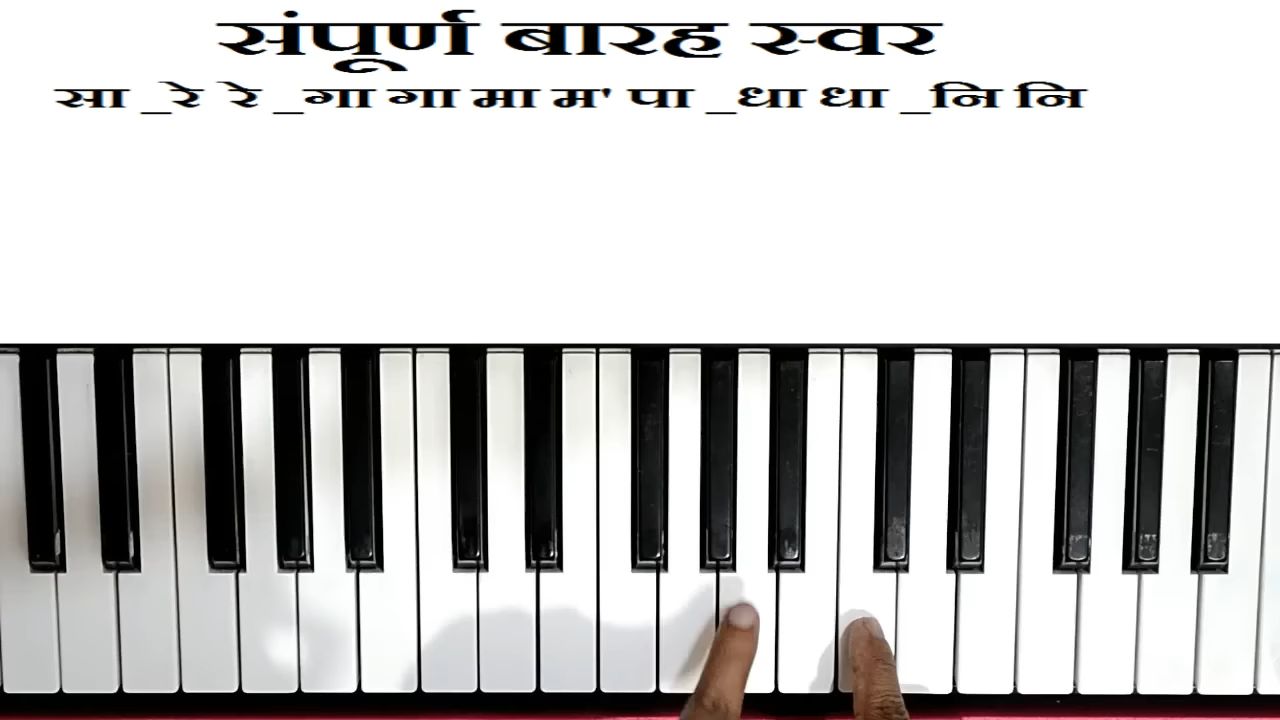 संपूर्ण बारह स्वर
सा _रे रे _गा गा मा म' पा _धा धा _नि नि